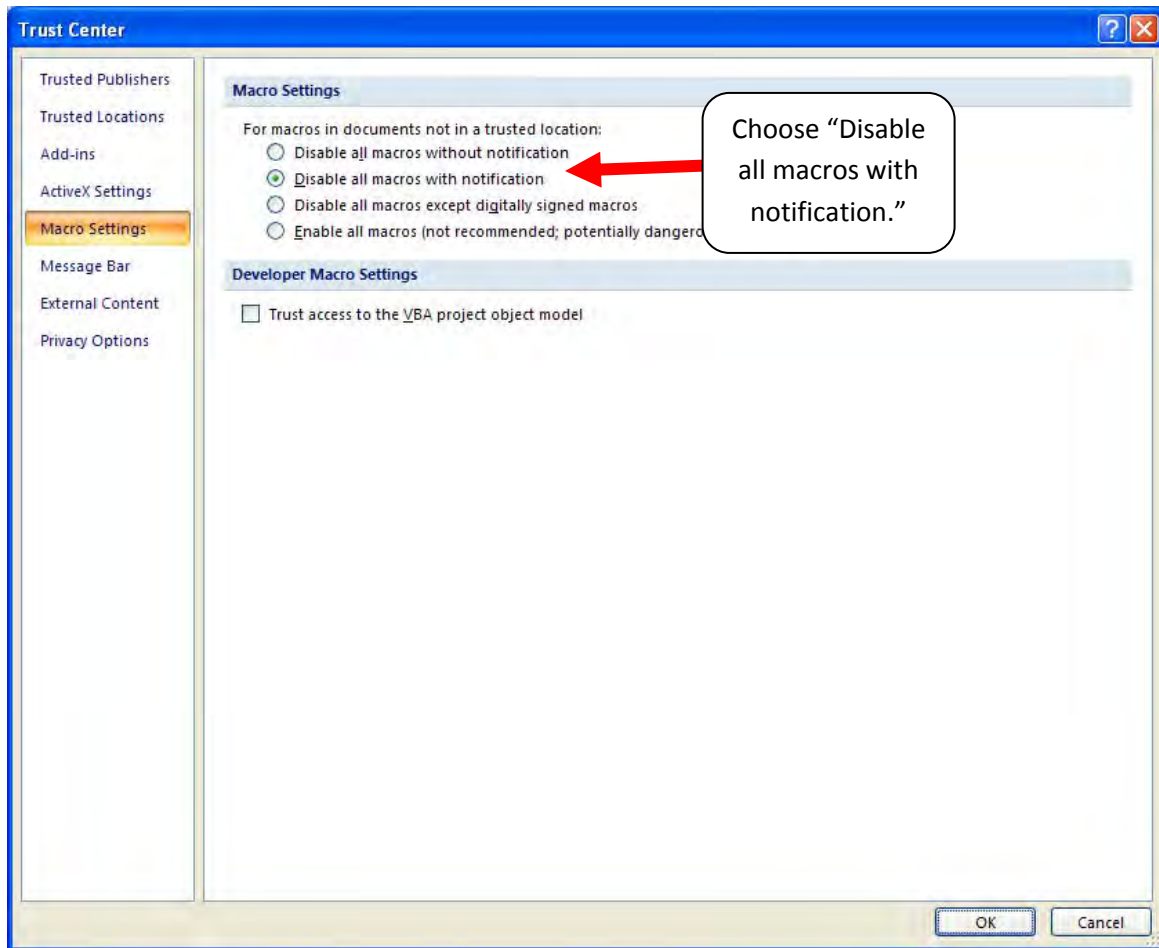 Trust Center
Trusted Publishers
Trusted Locations
Add-ins
ActiveX Settings
Macro Settings
Message Bar
External Content
Privacy Options
Macro Settings
For macros in documents not in a trusted location:
Disable all macros without notification
Disable all macros with notification
Disable all macros except digitally signed macros
Enable all macros (not recommended; potentially dangero
Choose “Disable
all macros with
notification.”
Developer Macro Settings
Trust access to the VBA project object model
OK
Cancel